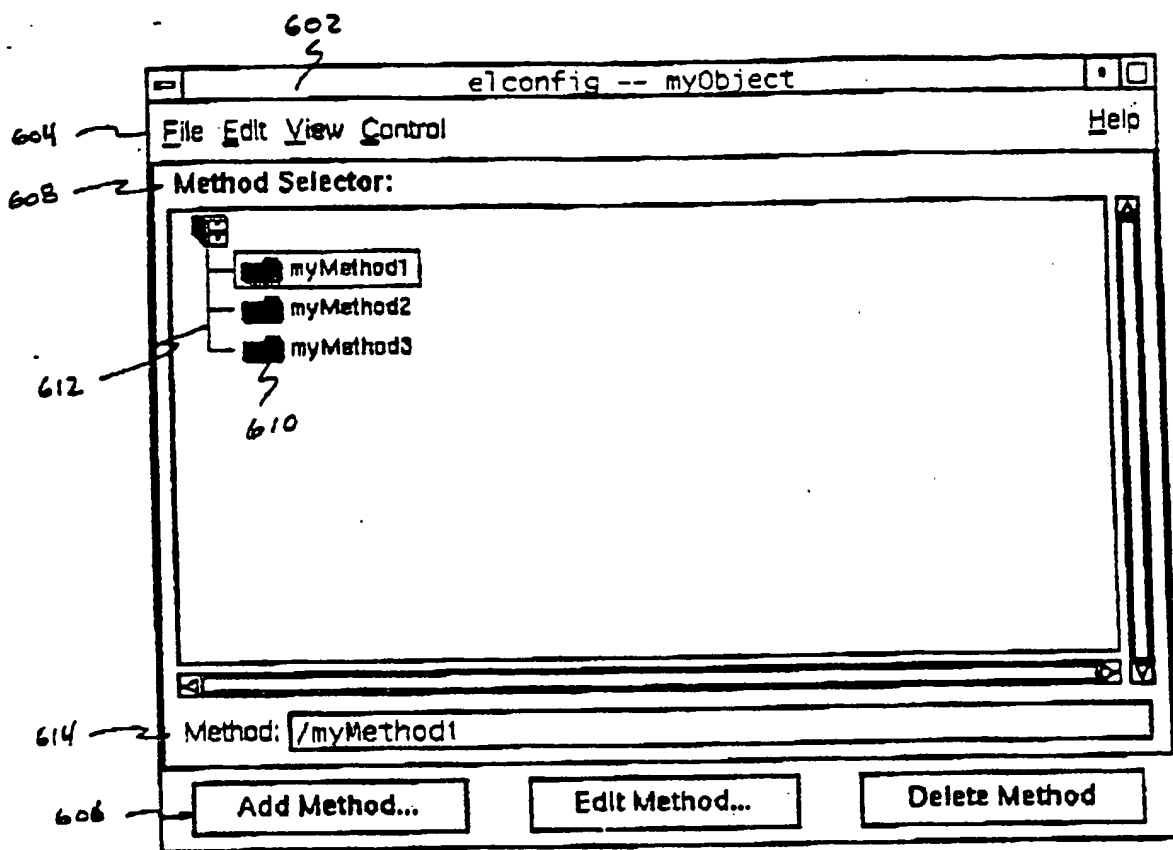 602
elconfig -- myObject
604 File Edit View Control Help
608 Method Selector:
myMethod1
myMethod2
myMethod3
612
610
614 Method: /myMethod1
606 Add Method... Edit Method... Delete Method